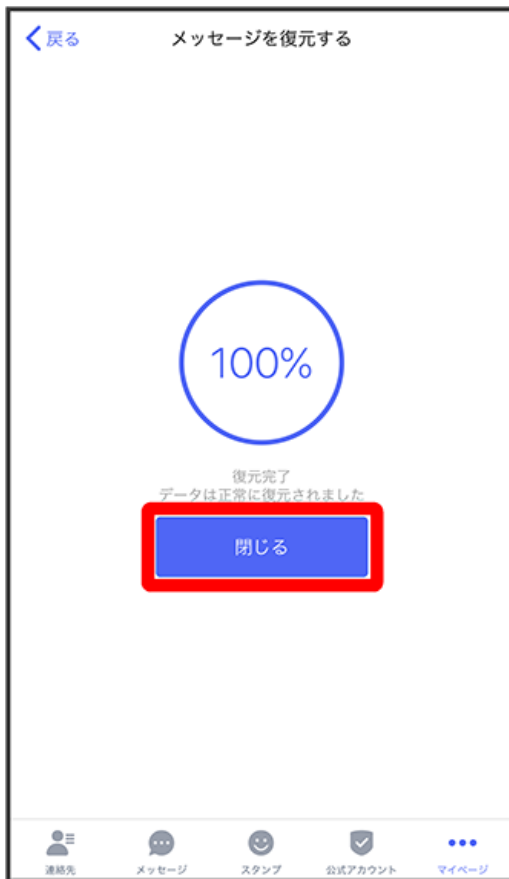 戻る メッセージを復元する
100%
復元完了
データは正常に復元されました
閉じる
連絡先 メッセージ スタンプ 公式アカウント マイページ